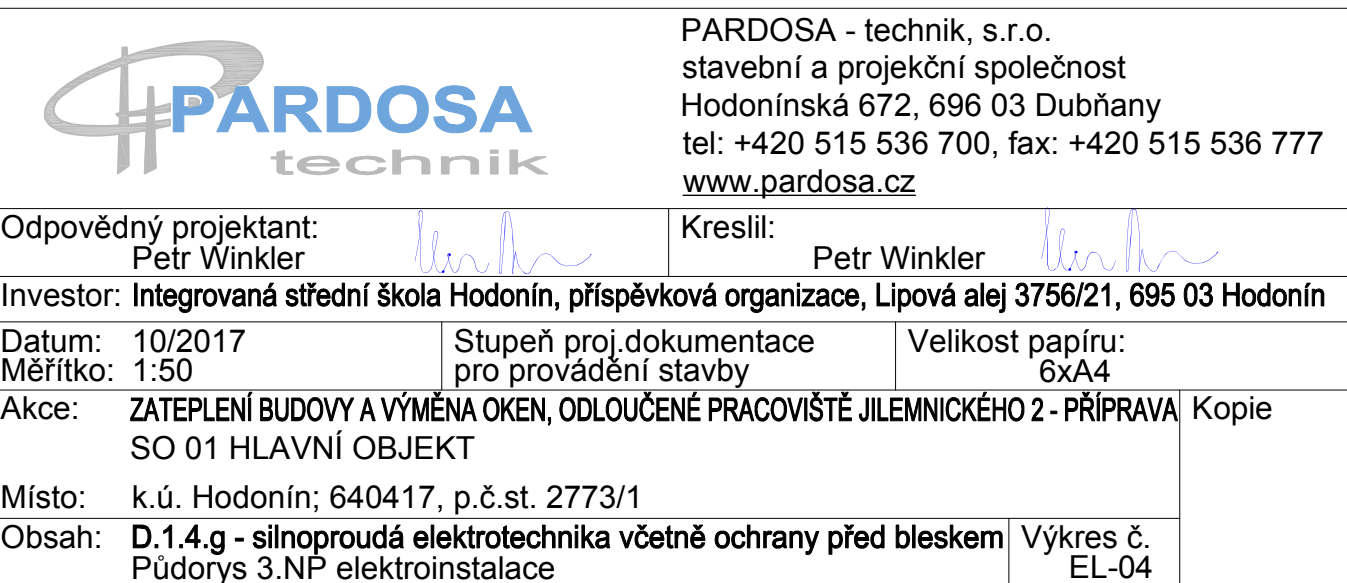 PARDOSA
technik
PARDOSA - technik, s.r.o.
stavební a projekční společnost
Hodonínská 672, 696 03 Dubňany
tel: +420 515 536 700, fax: +420 515 536 777
www.pardosa.cz
Odpovědný projektant:
Petr Winkler
Kreslil:
Petr Winkler
Investor: Integrovaná střední škola Hodonín, příspěvková organizace, Lipová alej 3756/21, 695 03 Hodonín
Datum: 10/2017
Měřítko: 1:50
Stupeň proj.dokumentace
pro provádění stavby
Velikost papíru:
6xA4
Akce: ZATEPLENÍ BUDOVY A VÝMĚNA OKEN, ODLOUČENÉ PRACOVIŠTĚ JILEMNICKÉHO 2 - PŘÍPRAVA
SO 01 HLAVNÍ OBJEKT
Kopie
Místo: k.ú. Hodonín; 640417, p.č.st. 2773/1
Obsah: D.1.4.g - silnoproudá elektrotechnika včetně ochrany před bleskem
Půdorys 3.NP elektroinstalace
Výkres č.
EL-04